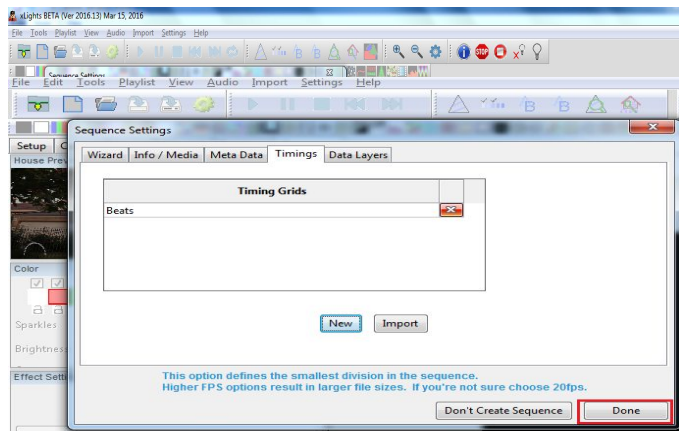 xLights BETA (Ver 2016.13) Mar 15, 2016
File Tools Playlist View Audio Import Settings Help
Sequence Settings
File Edit Tools Playlist View Audio Import Settings Help
Sequence Settings
Setup
House Prev
Wizard Info / Media Meta Data Timings Data Layers
Timing Grids
Beats
Color
Sparkles
New Import
Brightness
Effect Setti
This option defines the smallest division in the sequence.
Higher FPS options result in larger file sizes. If you're not sure choose 20fps.
Don't Create Sequence Done